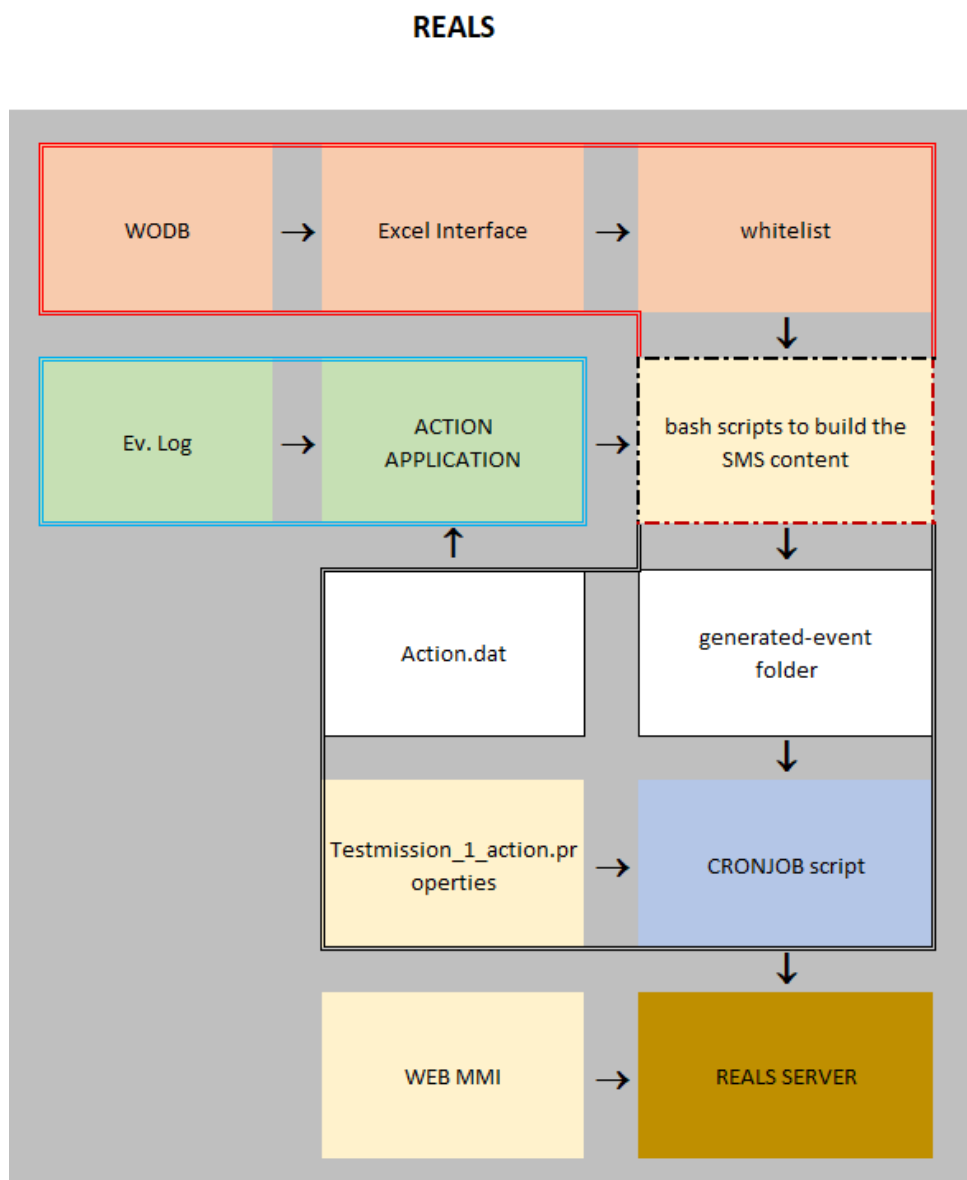 REALS
WODB
→
Excel Interface
→
whitelist
↓
Ev. Log
→
ACTION
APPLICATION
→
bash scripts to build the
SMS content
↑
↓
Action.dat
generated-event
folder
↓
Testmission_1_action.pr
operties
→
CRONJOB script
↓
WEB MMI
→
REALS SERVER